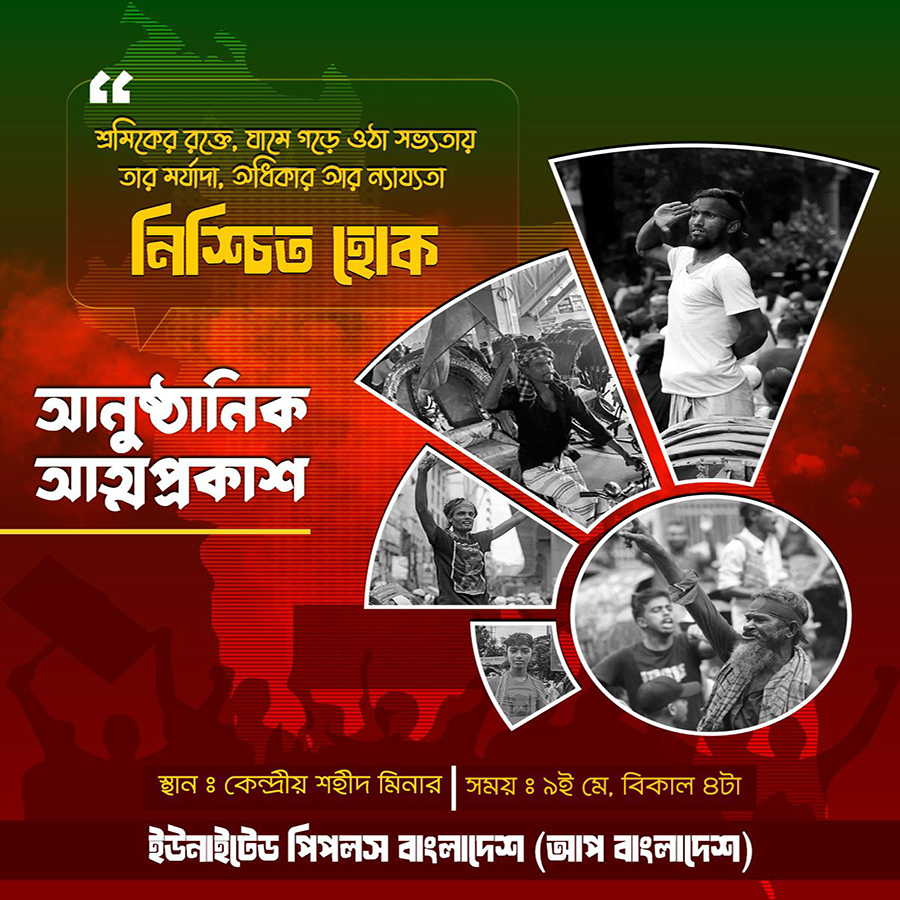 শ্রমিকের রক্তে, ঘামে গড়ে ওঠা সভ্যতায়
তার মর্যাদা, অধিকার আর ন্যায্যতা
নিশ্চিত হোক
আনুষ্ঠানিক
আত্মপ্রকাশ
স্থান ঃ কেন্দ্রীয় শহীদ মিনার | সময় ঃ ৯ই মে, বিকাল ৪টা
ইউনাইটেড পিপলস বাংলাদেশ (আপ বাংলাদেশ)